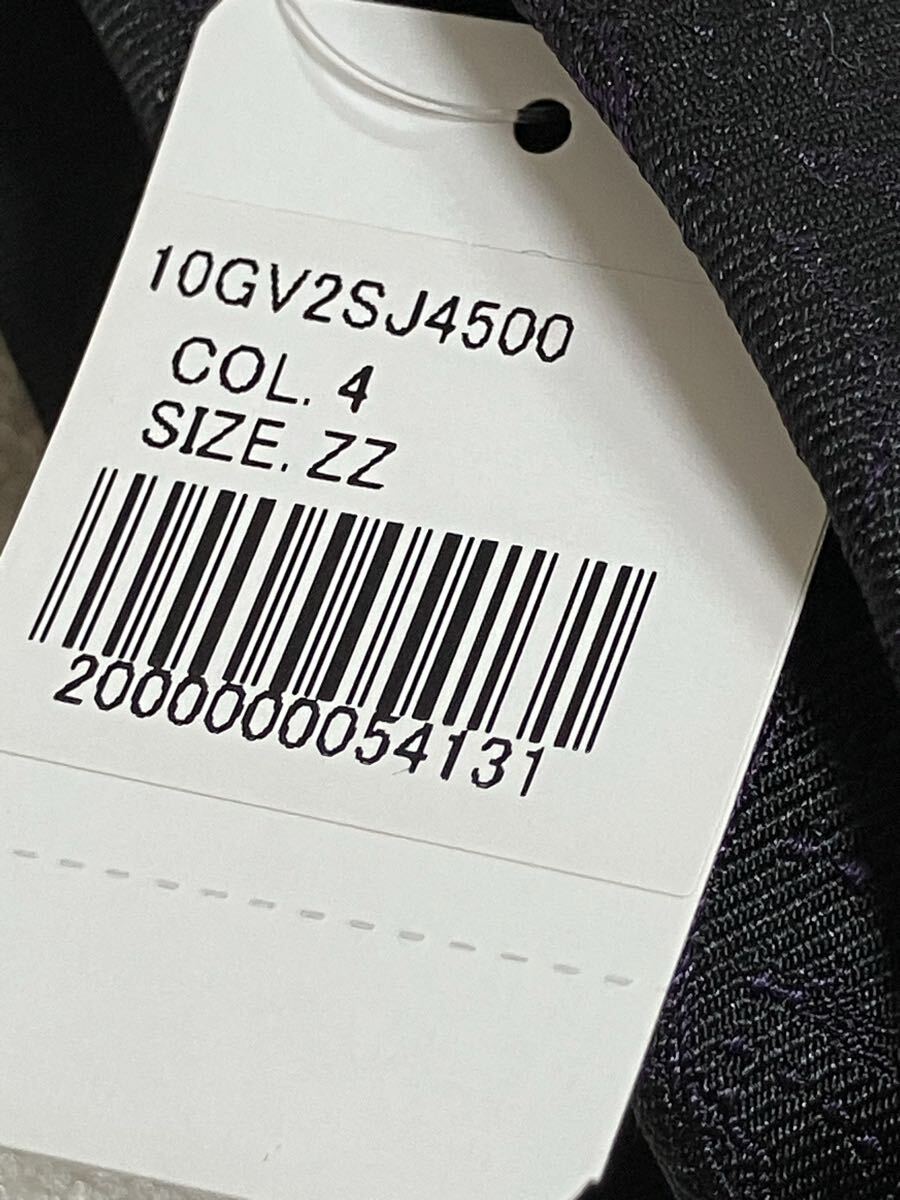 10GV2SJ4500
COL. 4
SIZE. ZZ
2000000054131